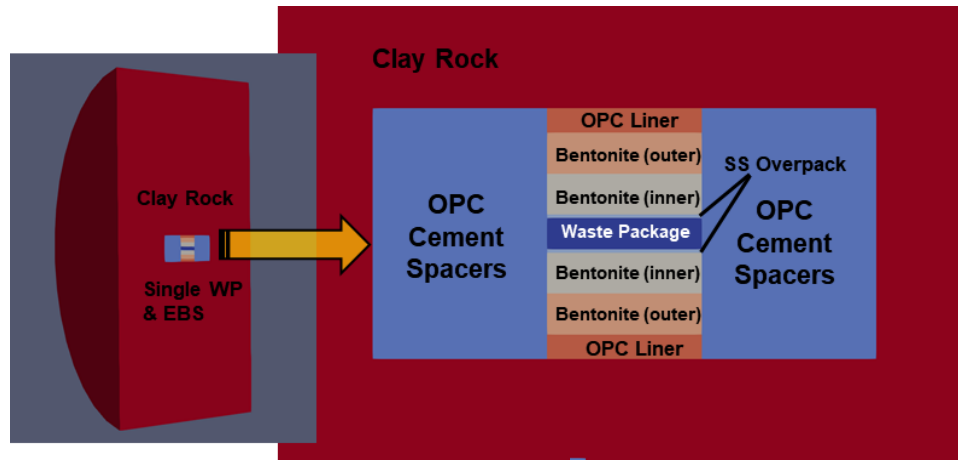 Clay Rock
Single WP
& EBS
Clay Rock
OPC
Cement
Spacers
OPC Liner
Bentonite (outer)
Bentonite (inner)
Waste Package
Bentonite (inner)
Bentonite (outer)
OPC Liner
SS Overpack
OPC
Cement
Spacers